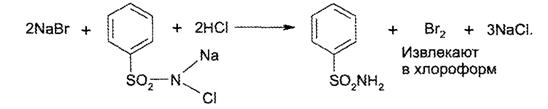 2NaBr + + 2HCl + Br₂ + 3NaCl.
Na
Извлекают
в хлороформ
SO₂ N SO₂NH₂
Cl